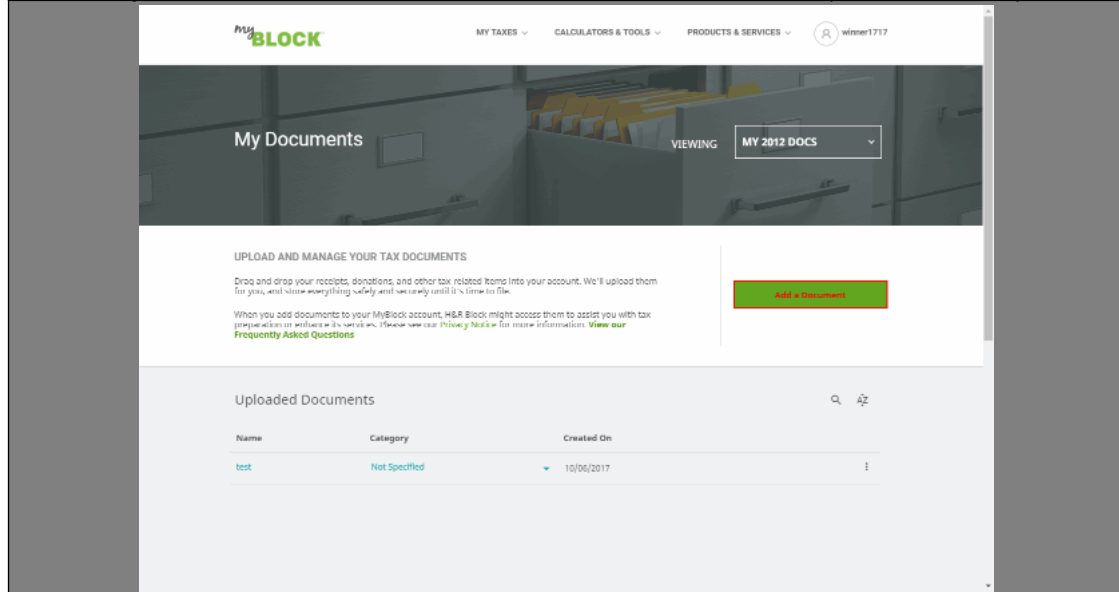 my BLOCK
MY TAXES
CALCULATORS & TOOLS
PRODUCTS & SERVICES
winner1717
My Documents
VIEWING
MY 2012 DOCS
UPLOAD AND MANAGE YOUR TAX DOCUMENTS
Drag and drop your receipts, donations, and other tax related items into your account. We'll upload them
for you, and store everything safely and securely until it's time to file.
When you add documents to your MyBlock account, H&R Block might access them to assist you with tax
preparation or enhance its services. Please see our Privacy Notice for more information. View our
Frequently Asked Questions
Add a Document
Uploaded Documents
AZ
Name Category Created On
test Not Specified 10/06/2017